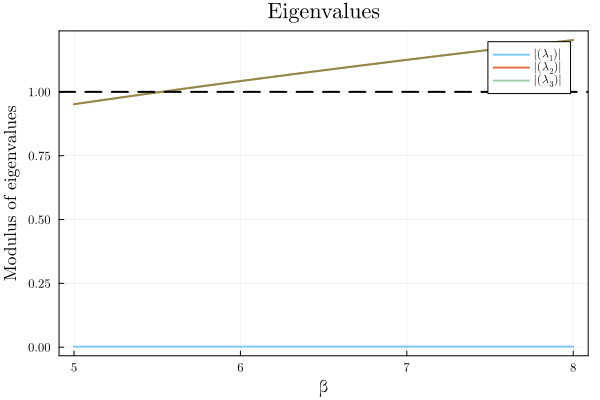 Eigenvalues
Modulus of eigenvalues
1.00
0.75
0.50
0.25
0.00
|(λ₁)|
|(λ₂)|
|(λ₃)|
5 6 7 8
β